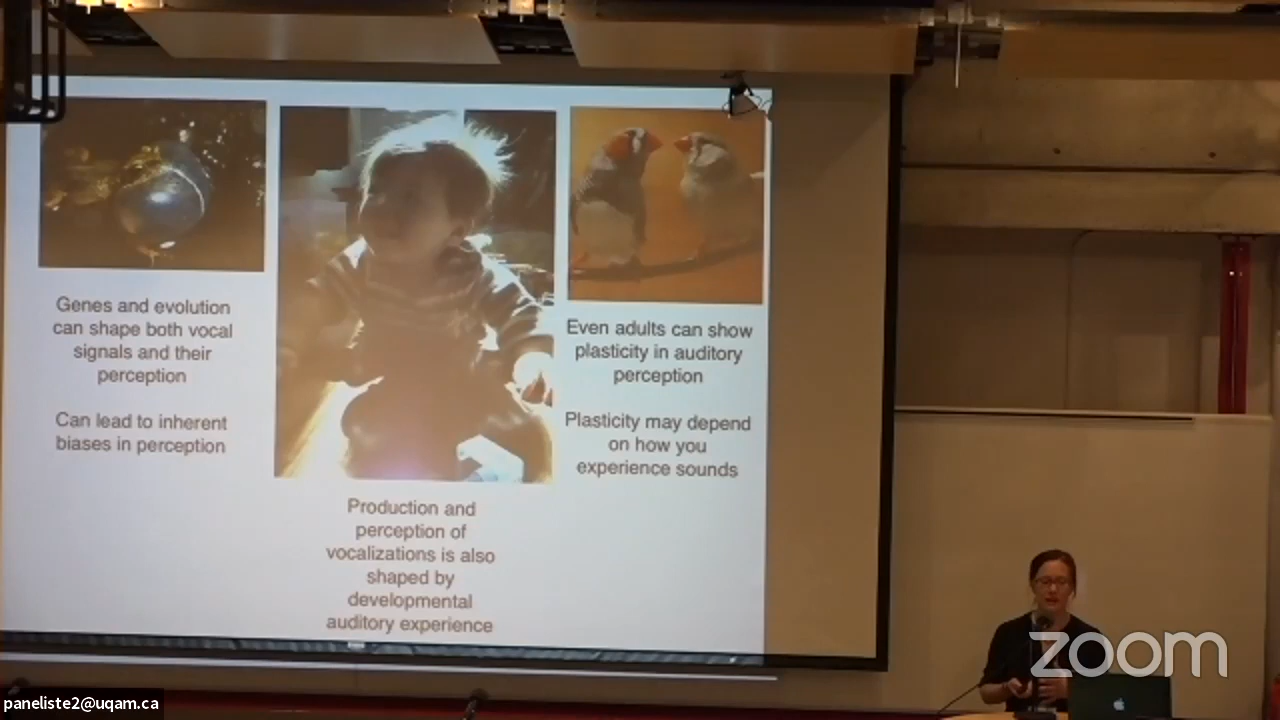 Genes and evolution
can shape both vocal
signals and their
perception
Can lead to inherent
biases in perception
Production and
perception of
vocalizations is also
shaped by
developmental
auditory experience
Even adults can show
plasticity in auditory
perception
Plasticity may depend
on how you
experience sounds
zoom
paneliste2@uqam.ca